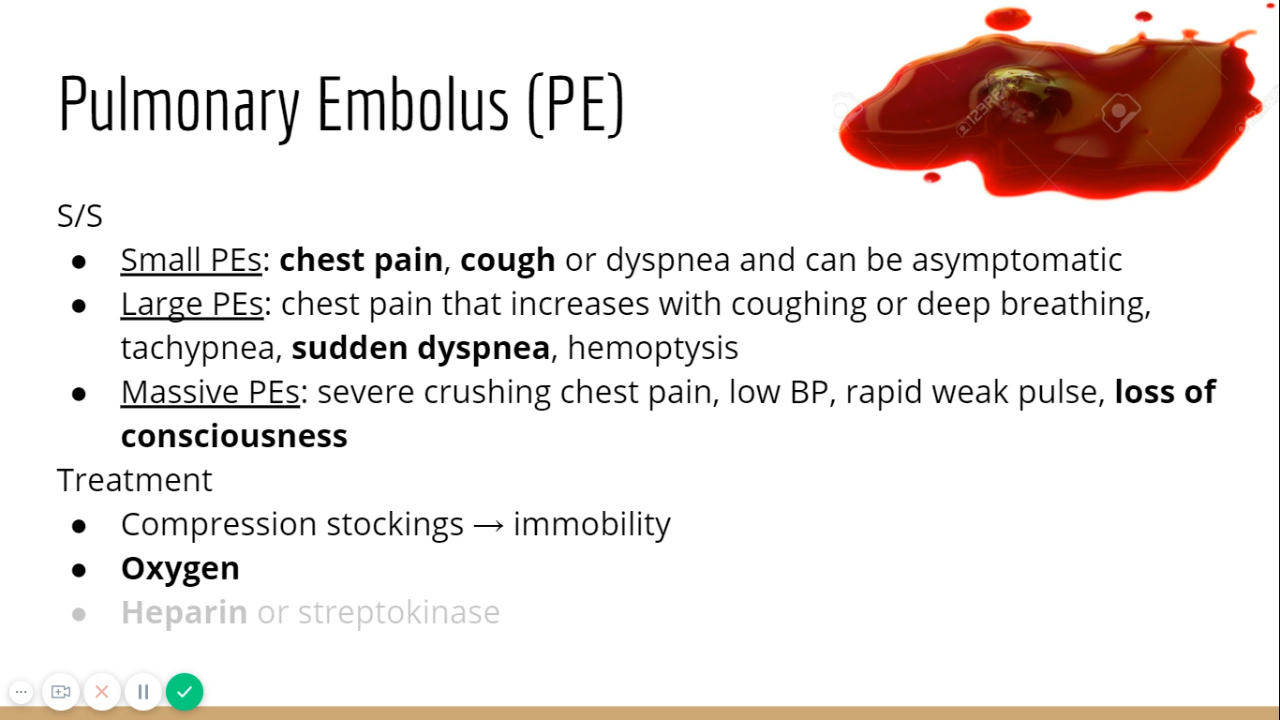 Pulmonary Embolus (PE)
123RF
S/S
● Small PEs: chest pain, cough or dyspnea and can be asymptomatic
● Large PEs: chest pain that increases with coughing or deep breathing,
tachypnea, sudden dyspnea, hemoptysis
● Massive PEs: severe crushing chest pain, low BP, rapid weak pulse, loss of
consciousness
Treatment
● Compression stockings → immobility
● Oxygen
● Heparin or streptokinase